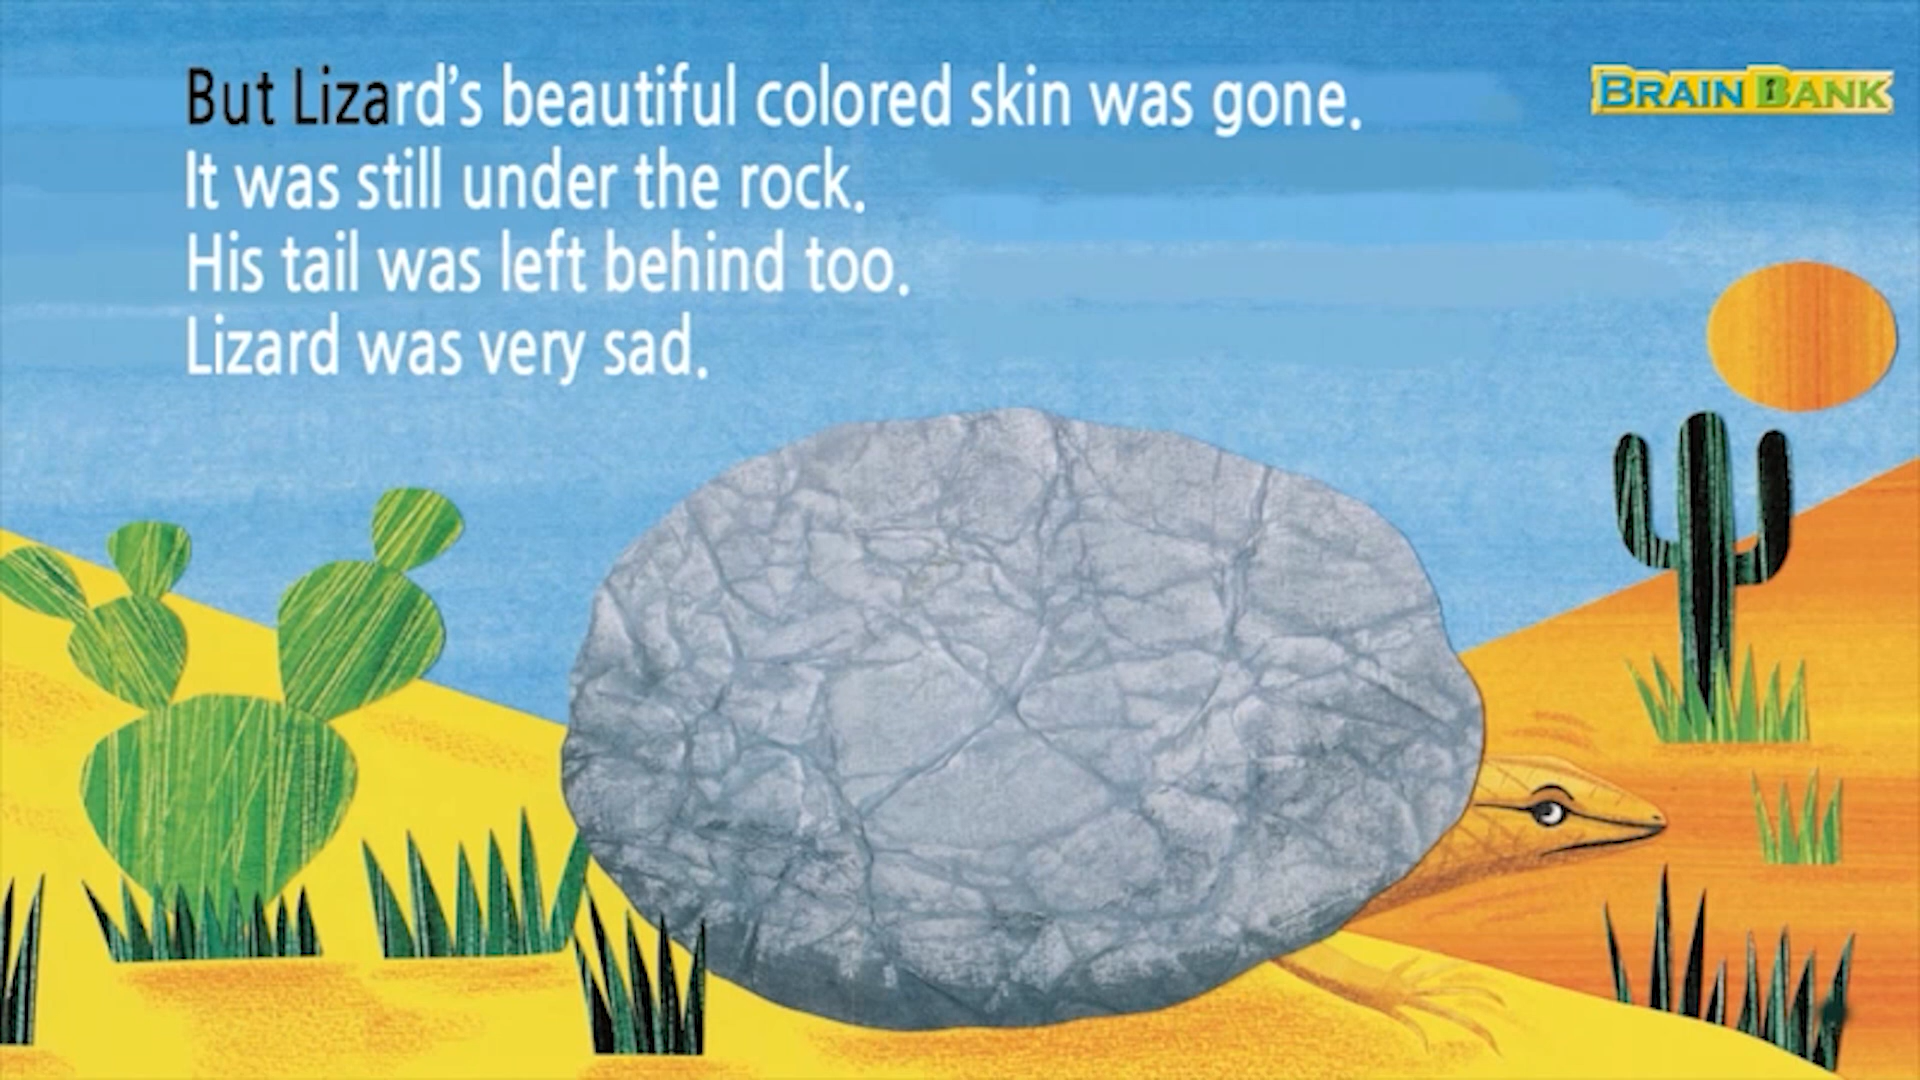 But Lizard's beautiful colored skin was gone.
It was still under the rock.
His tail was left behind too.
Lizard was very sad.
BRAIN BANK